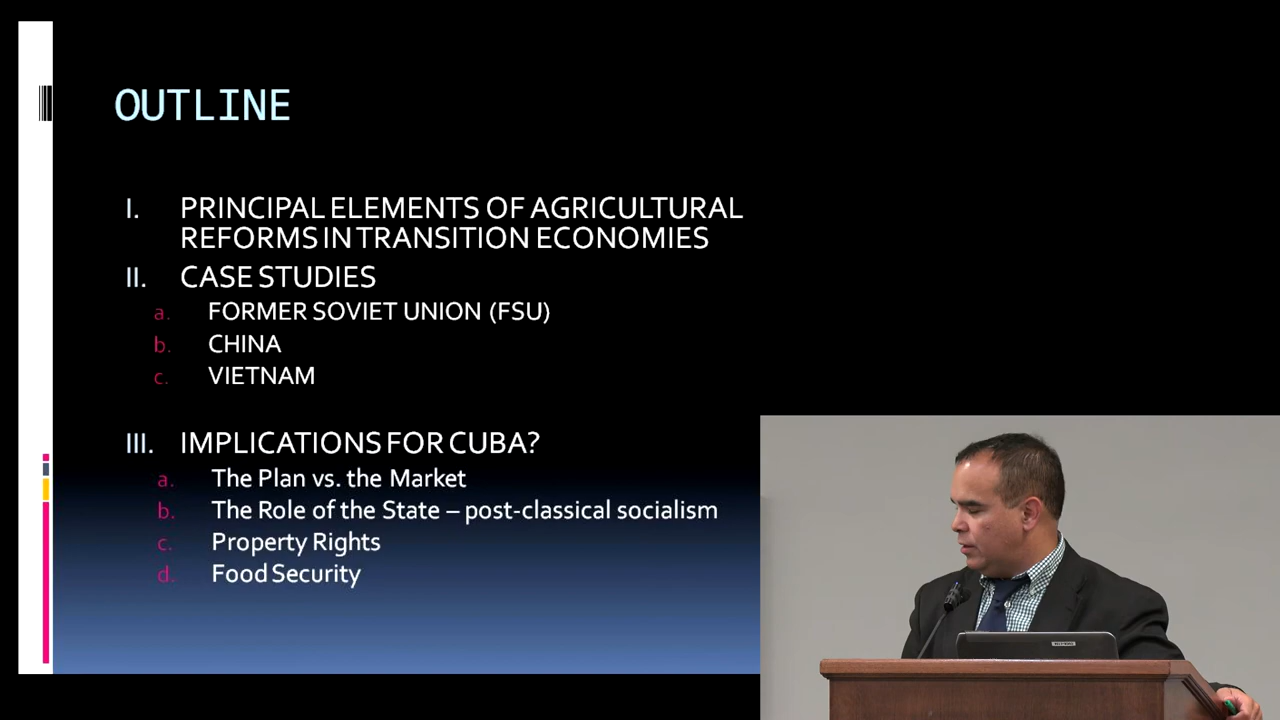 OUTLINE
I. PRINCIPAL ELEMENTS OF AGRICULTURAL
REFORMS IN TRANSITION ECONOMIES
II. CASE STUDIES
a. FORMER SOVIET UNION (FSU)
b. CHINA
c. VIETNAM
III. IMPLICATIONS FOR CUBA?
a. The Plan vs. the Market
b. The Role of the State – post-classical socialism
c. Property Rights
d. Food Security